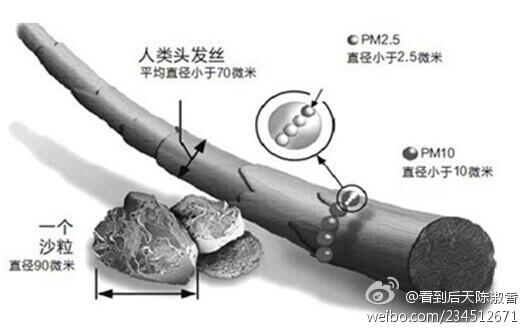 人类头发丝
平均直径小于70微米
PM2.5
直径小于2.5微米
PM10
直径小于10微米
一个
沙粒
直径90微米
@看到后天陈淑香
weibo.com/234512671